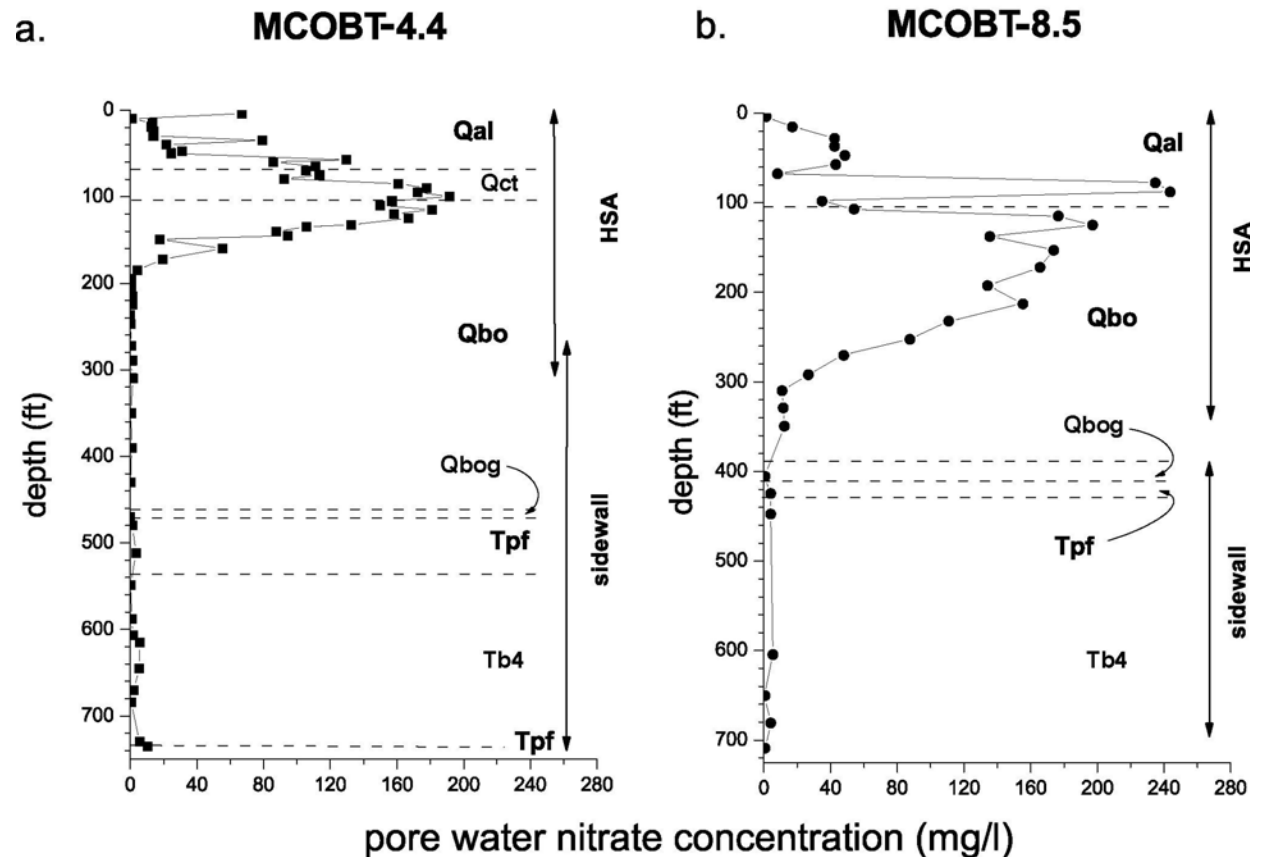 a.
MCOBT-4.4
0
100
200
300
400
500
600
700
depth (ft)
0
40
80
120
160
200
240
280
Qal
Qct
Qbo
Qbog
Tpf
Tb4
Tpf
HSA
sidewall
b.
MCOBT-8.5
0
100
200
300
400
500
600
700
depth (ft)
0
40
80
120
160
200
240
280
Qal
Qbo
Qbog
Tpf
Tb4
HSA
sidewall
pore water nitrate concentration (mg/l)